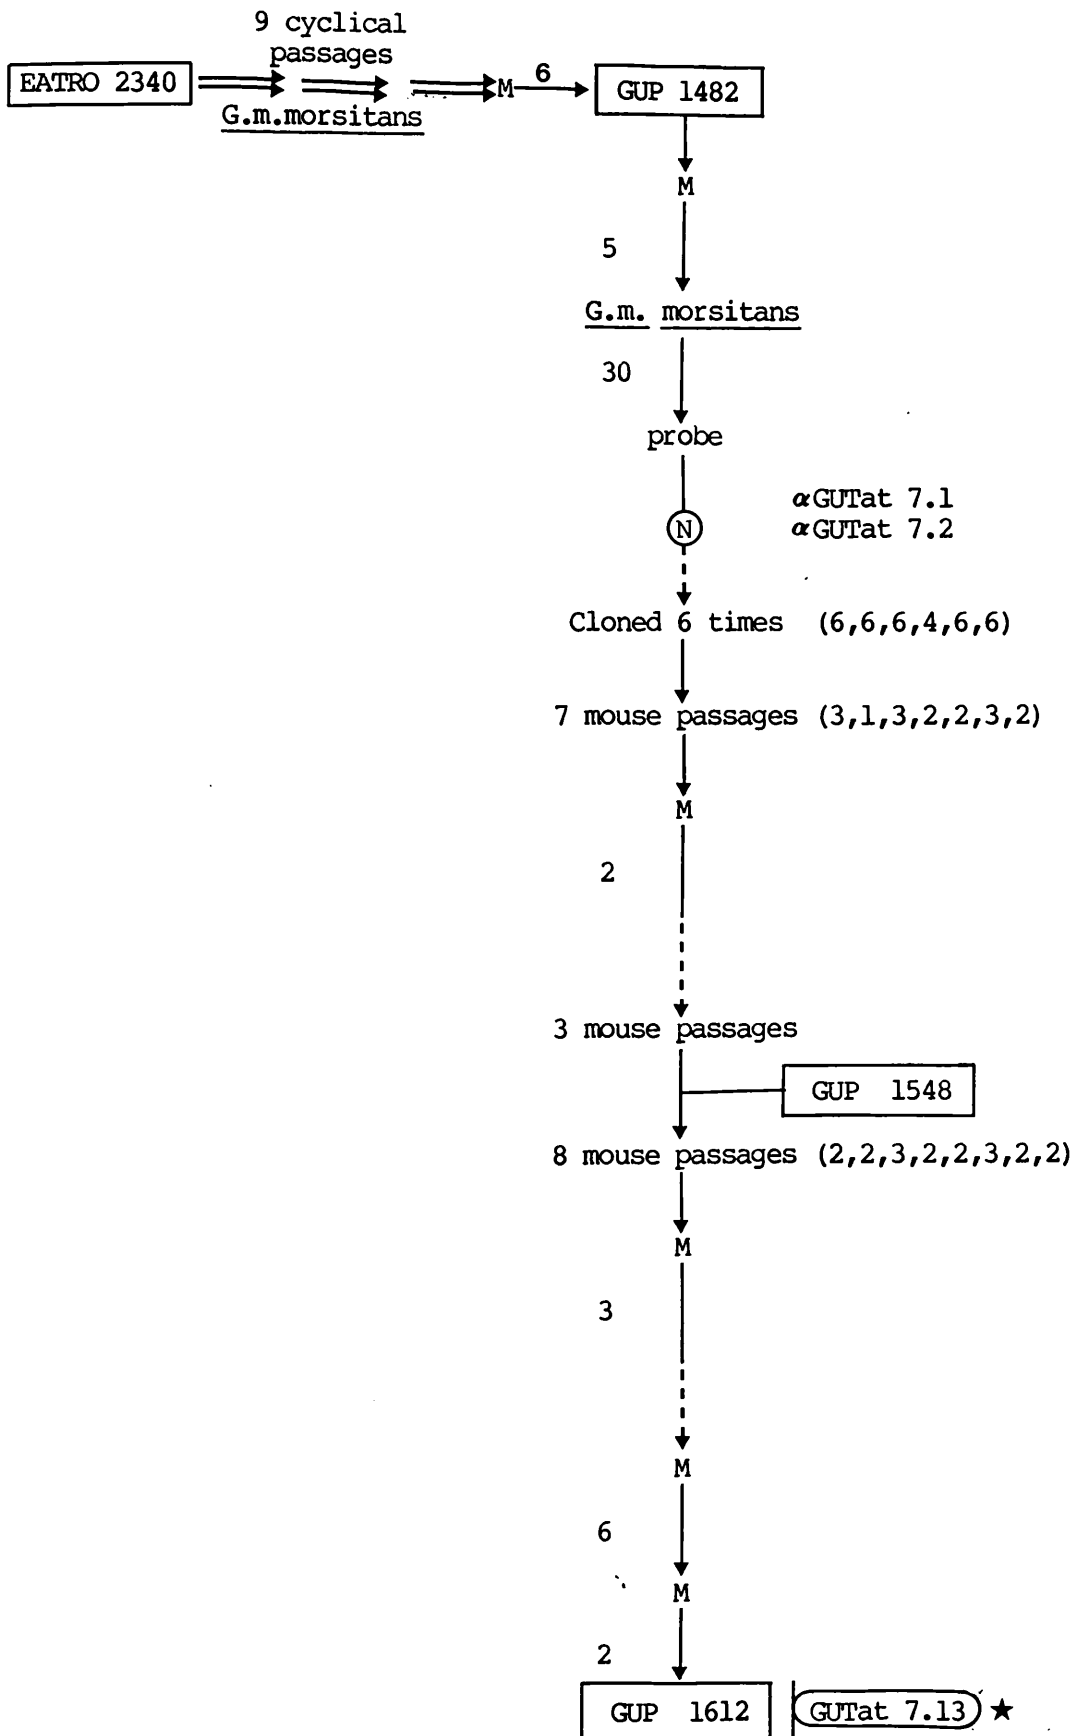 9 cyclical
passages
EATRO 2340
M
6
GUP 1482
G.m.morsitans
M
5
G.m. morsitans
30
probe
αGUTat 7.1
N
αGUTat 7.2
Cloned 6 times (6,6,6,4,6,6)
7 mouse passages (3,1,3,2,2,3,2)
M
2
3 mouse passages
GUP 1548
8 mouse passages (2,2,3,2,2,3,2,2)
M
3
M
6
M
2
GUP 1612
GUTat 7.13 ★